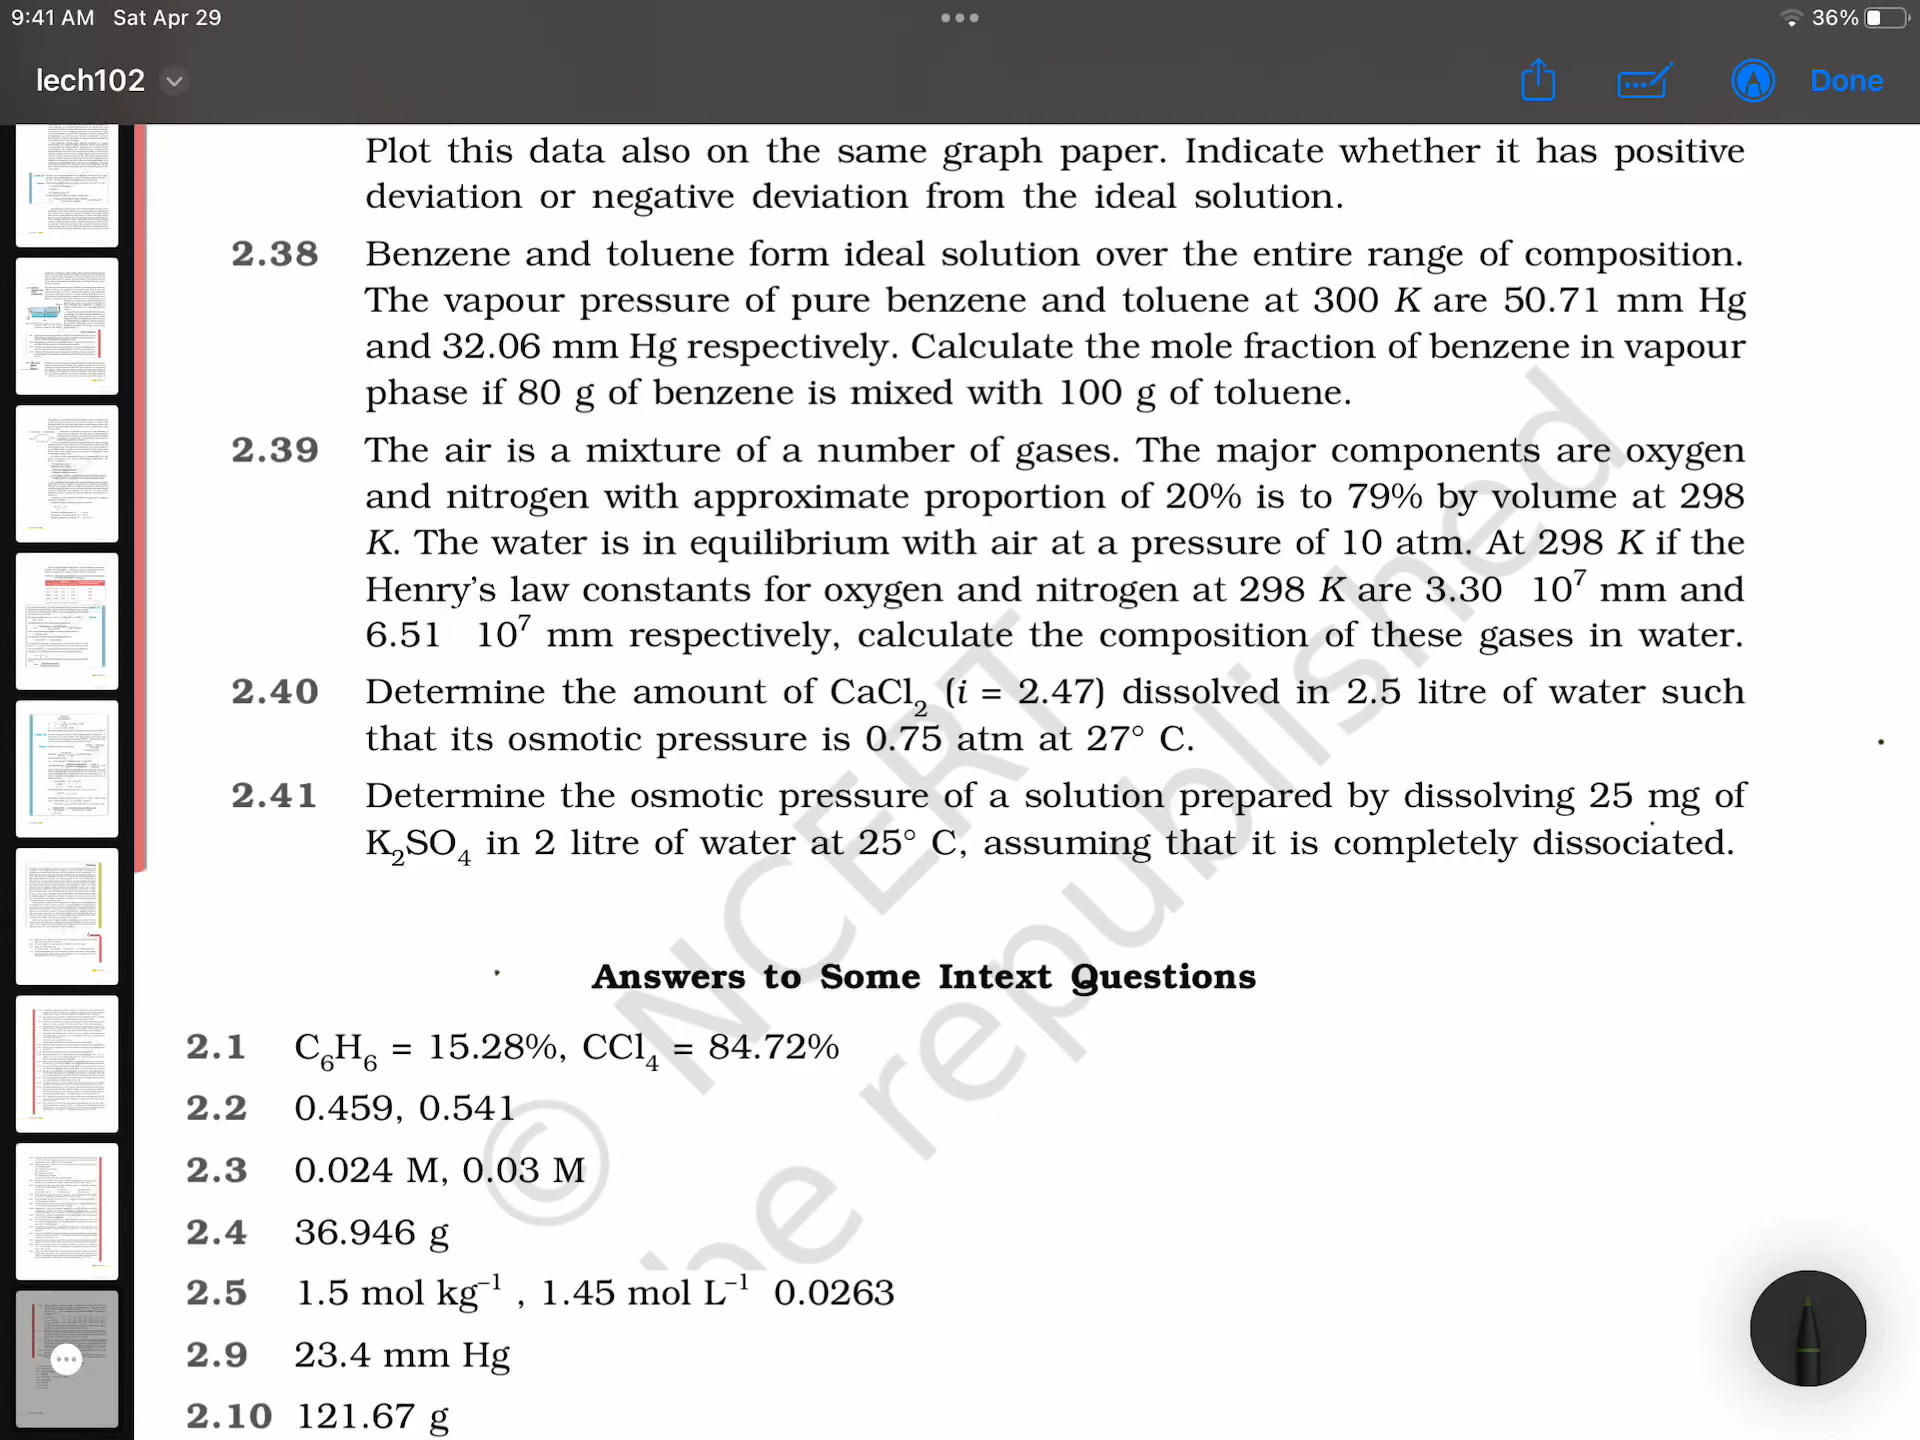 9:41 AM Sat Apr 29
36%
lech102
Done
Plot this data also on the same graph paper. Indicate whether it has positive
deviation or negative deviation from the ideal solution.
2.38 Benzene and toluene form ideal solution over the entire range of composition.
The vapour pressure of pure benzene and toluene at 300 K are 50.71 mm Hg
and 32.06 mm Hg respectively. Calculate the mole fraction of benzene in vapour
phase if 80 g of benzene is mixed with 100 g of toluene.
2.39 The air is a mixture of a number of gases. The major components are oxygen
and nitrogen with approximate proportion of 20% is to 79% by volume at 298
K. The water is in equilibrium with air at a pressure of 10 atm. At 298 K if the
Henry's law constants for oxygen and nitrogen at 298 K are 3.30 10⁷ mm and
6.51 10⁷ mm respectively, calculate the composition of these gases in water.
2.40 Determine the amount of CaCl₂ (i = 2.47) dissolved in 2.5 litre of water such
that its osmotic pressure is 0.75 atm at 27° C.
2.41 Determine the osmotic pressure of a solution prepared by dissolving 25 mg of
K₂SO₄ in 2 litre of water at 25° C, assuming that it is completely dissociated.
Answers to Some Intext Questions
2.1 C₆H₆ = 15.28%, CCl₄ = 84.72%
2.2 0.459, 0.541
2.3 0.024 M, 0.03 M
2.4 36.946 g
2.5 1.5 mol kg⁻¹ , 1.45 mol L⁻¹ 0.0263
2.9 23.4 mm Hg
2.10 121.67 g
© NCERT
be republished